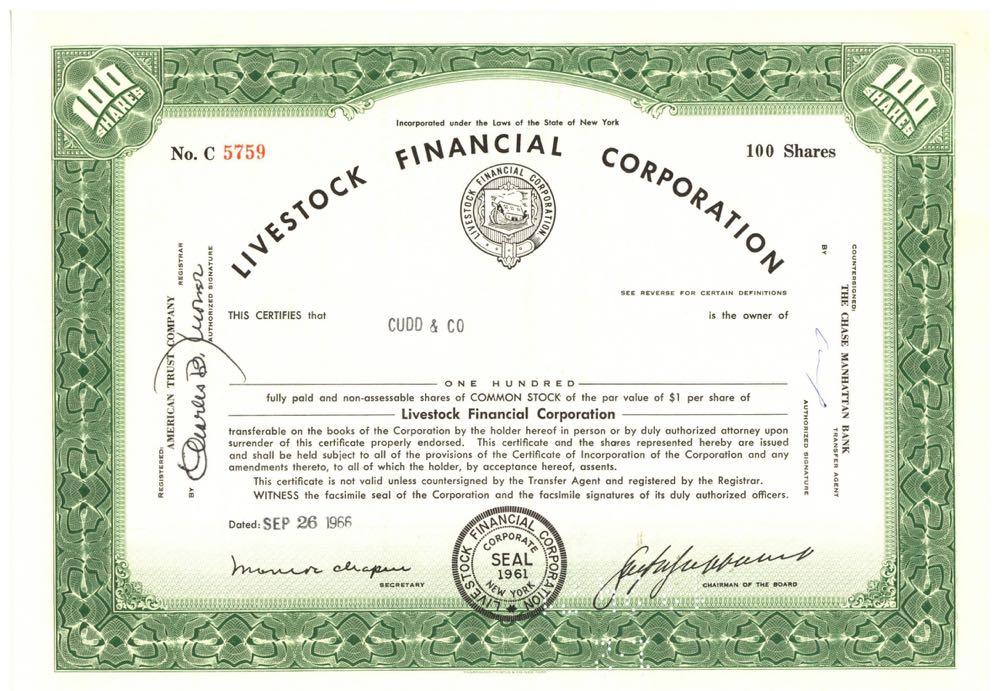 100 SHARES
100 SHARES
Incorporated under the Laws of the State of New York
No. C 5759
100 Shares
LIVESTOCK FINANCIAL CORPORATION
LIVESTOCK FINANCIAL CORPORATION
SEE REVERSE FOR CERTAIN DEFINITIONS
THIS CERTIFIES that
CUDD & CO
is the owner of
ONE HUNDRED
fully paid and non-assessable shares of COMMON STOCK of the par value of $1 per share of
Livestock Financial Corporation
transferable on the books of the Corporation by the holder hereof in person or by duly authorized attorney upon
surrender of this certificate properly endorsed. This certificate and the shares represented hereby are issued
and shall be held subject to all of the provisions of the Certificate of Incorporation of the Corporation and any
amendments thereto, to all of which the holder, by acceptance hereof, assents.
This certificate is not valid unless countersigned by the Transfer Agent and registered by the Registrar.
WITNESS the facsimile seal of the Corporation and the facsimile signatures of its duly authorized officers.
Dated: SEP 26 1966
LIVESTOCK FINANCIAL CORPORATION
CORPORATE
SEAL
1961
NEW YORK
Monroe Chapin
SECRETARY
CHAIRMAN OF THE BOARD
REGISTERED:
AMERICAN TRUST COMPANY
REGISTRAR
BY Charles D. Turner
AUTHORIZED SIGNATURE
COUNTERSIGNED:
THE CHASE MANHATTAN BANK
TRANSFER AGENT
BY
AUTHORIZED SIGNATURE